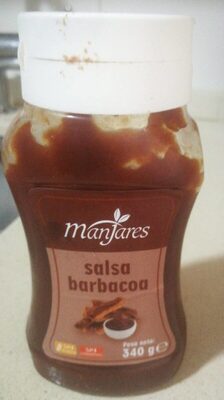 manjares
salsa
barbacoa
Peso neto:
340 g e